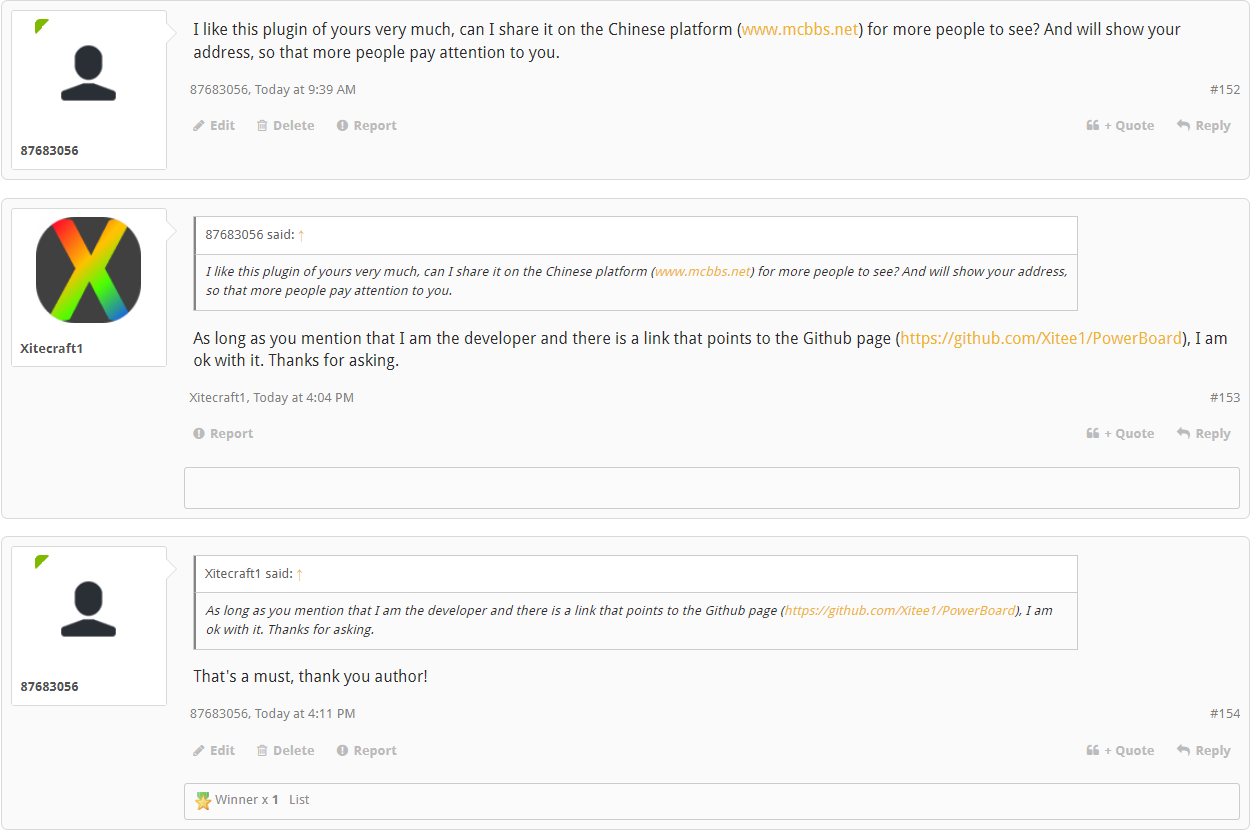 I like this plugin of yours very much, can I share it on the Chinese platform (www.mcbbs.net) for more people to see? And will show your
address, so that more people pay attention to you.
87683056, Today at 9:39 AM #152
Edit Delete Report + Quote Reply
87683056
87683056 said: ↑
I like this plugin of yours very much, can I share it on the Chinese platform (www.mcbbs.net) for more people to see? And will show your address,
so that more people pay attention to you.
As long as you mention that I am the developer and there is a link that points to the Github page (https://github.com/Xitee1/PowerBoard), I am
ok with it. Thanks for asking.
Xitecraft1
Xitecraft1, Today at 4:04 PM #153
Report + Quote Reply
Xitecraft1 said: ↑
As long as you mention that I am the developer and there is a link that points to the Github page (https://github.com/Xitee1/PowerBoard), I am
ok with it. Thanks for asking.
That's a must, thank you author!
87683056
87683056, Today at 4:11 PM #154
Edit Delete Report + Quote Reply
Winner x 1 List